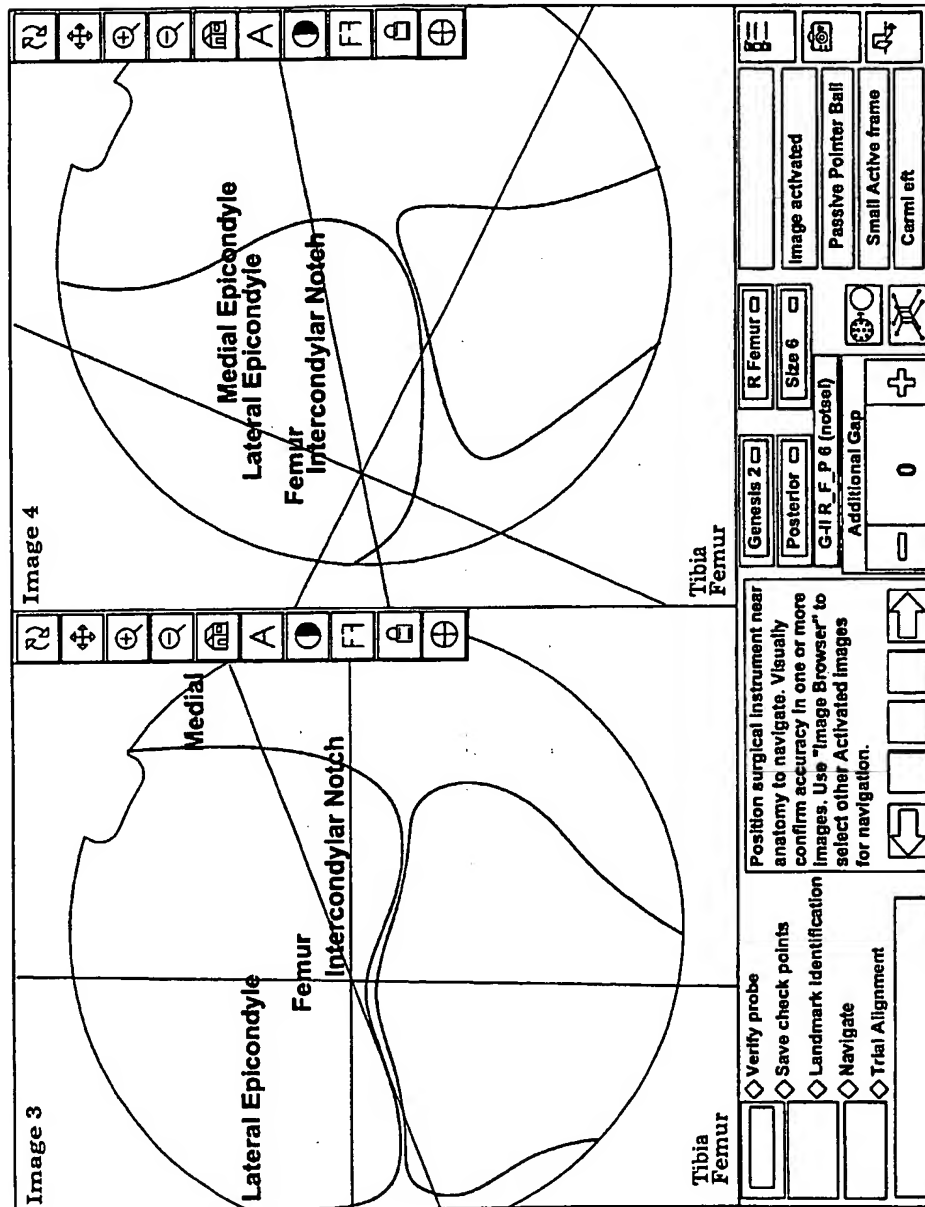 Image 3
Lateral Epicondyle
Medial
Femur
Intercondylar Notch
Tibia
Femur
A
Image 4
Medial Epicondyle
Lateral Epicondyle
Femur
Intercondylar Notch
Tibia
Femur
A
Verify probe
Save check points
Landmark Identification
Navigate
Trial Alignment
Position surgical instrument near
anatomy to navigate. Visually
confirm accuracy in one or more
images. Use "Image Browser" to
select other Activated images
for navigation.
Genesis 2
R Femur
Posterior
Size 6
G-II R_F_P 6 (notsel)
Additional Gap
0
Image activated
Passive Pointer Ball
Small Active frame
Carml eft